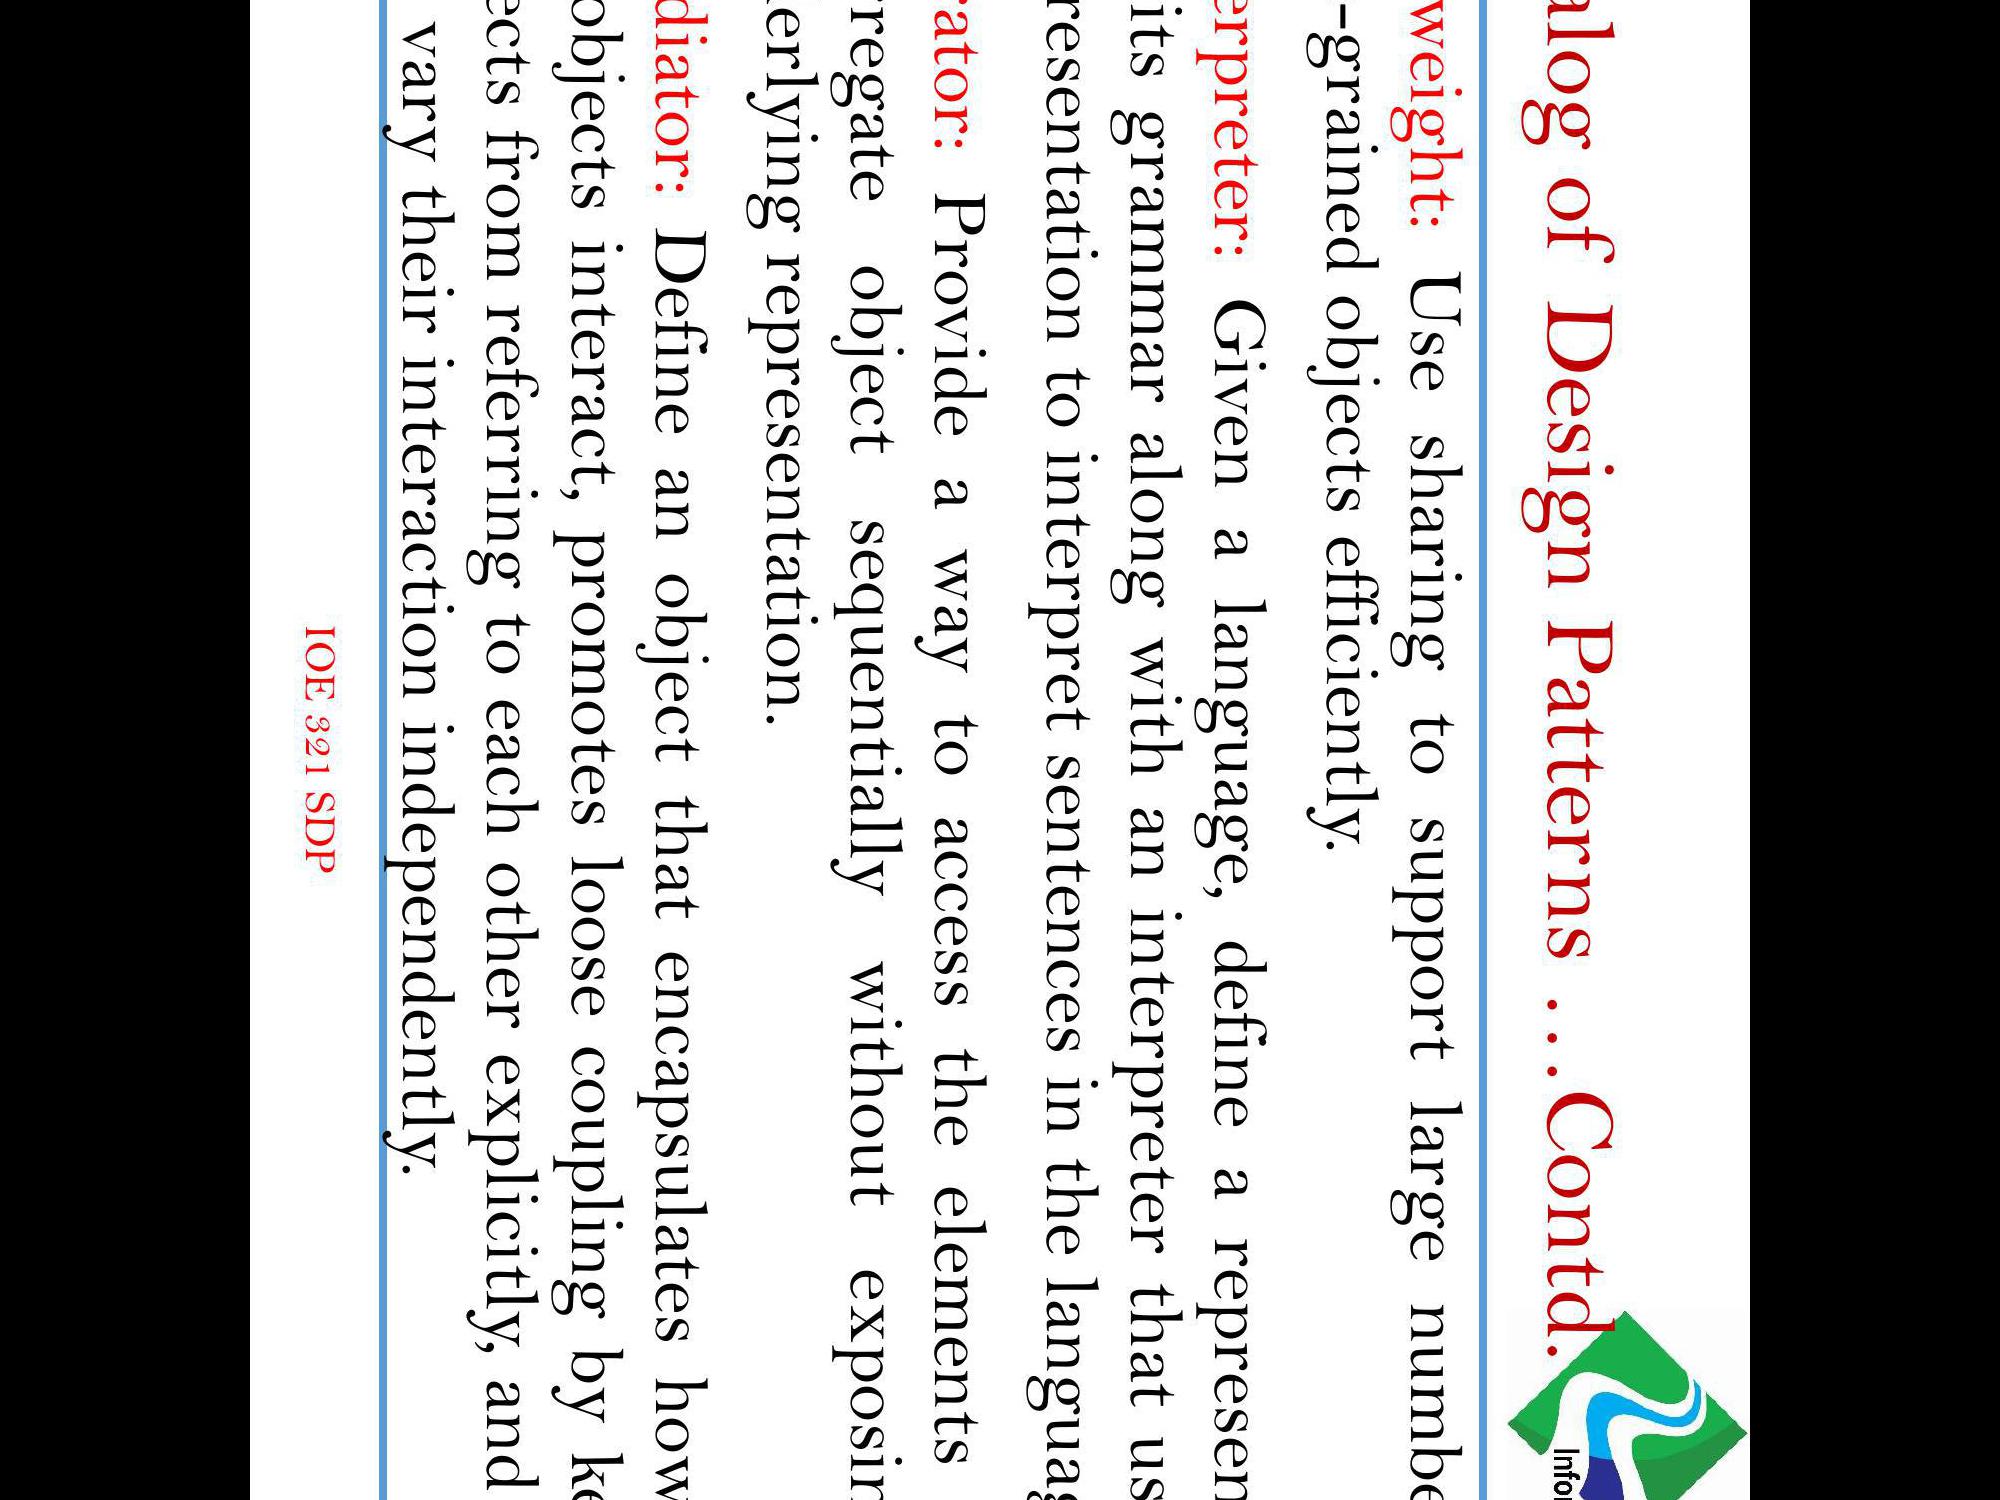 alog of Design Patterns …Contd.
weight: Use sharing to support large numbe
-grained objects efficiently.
erpreter: Given a language, define a represen
its grammar along with an interpreter that us
resentation to interpret sentences in the languag
rator: Provide a way to access the elements
rregate object sequentially without exposin
erlying representation.
diator: Define an object that encapsulates how
objects interact, promotes loose coupling by ke
ects from referring to each other explicitly, and
vary their interaction independently.
IOE 321 SDP
Infor